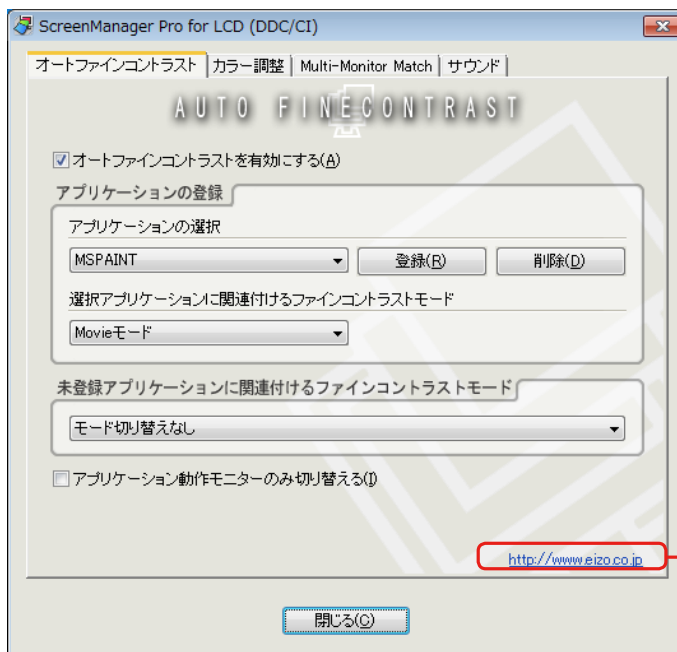 ScreenManager Pro for LCD (DDC/CI)
オートファインコントラスト カラー調整 Multi-Monitor Match サウンド
AUTO FINECONTRAST
オートファインコントラストを有効にする(A)
アプリケーションの登録
アプリケーションの選択
MSPAINT 登録(R) 削除(D)
選択アプリケーションに関連付けるファインコントラストモード
Movieモード
未登録アプリケーションに関連付けるファインコントラストモード
モード切り替えなし
アプリケーション動作モニターのみ切り替える(I)
http://www.eizo.co.jp
閉じる(C)